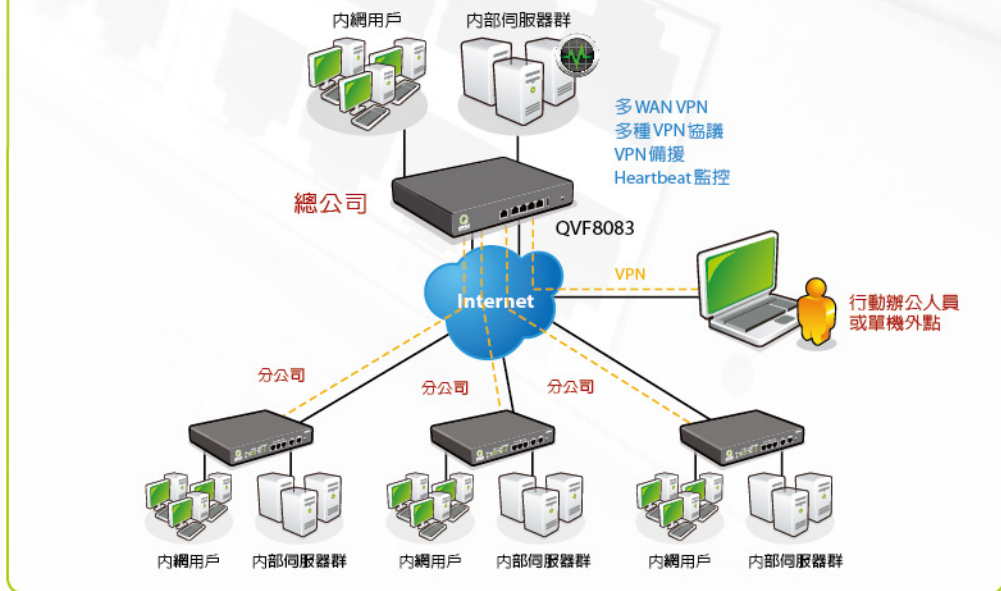 內網用戶
內部伺服器群
多WAN VPN
多種VPN協議
VPN備援
Heartbeat監控
總公司
QVF8083
VPN
Internet
行動辦公人員
或單機外點
分公司
分公司
分公司
內網用戶
內部伺服器群
內網用戶
內部伺服器群
內網用戶
內部伺服器群